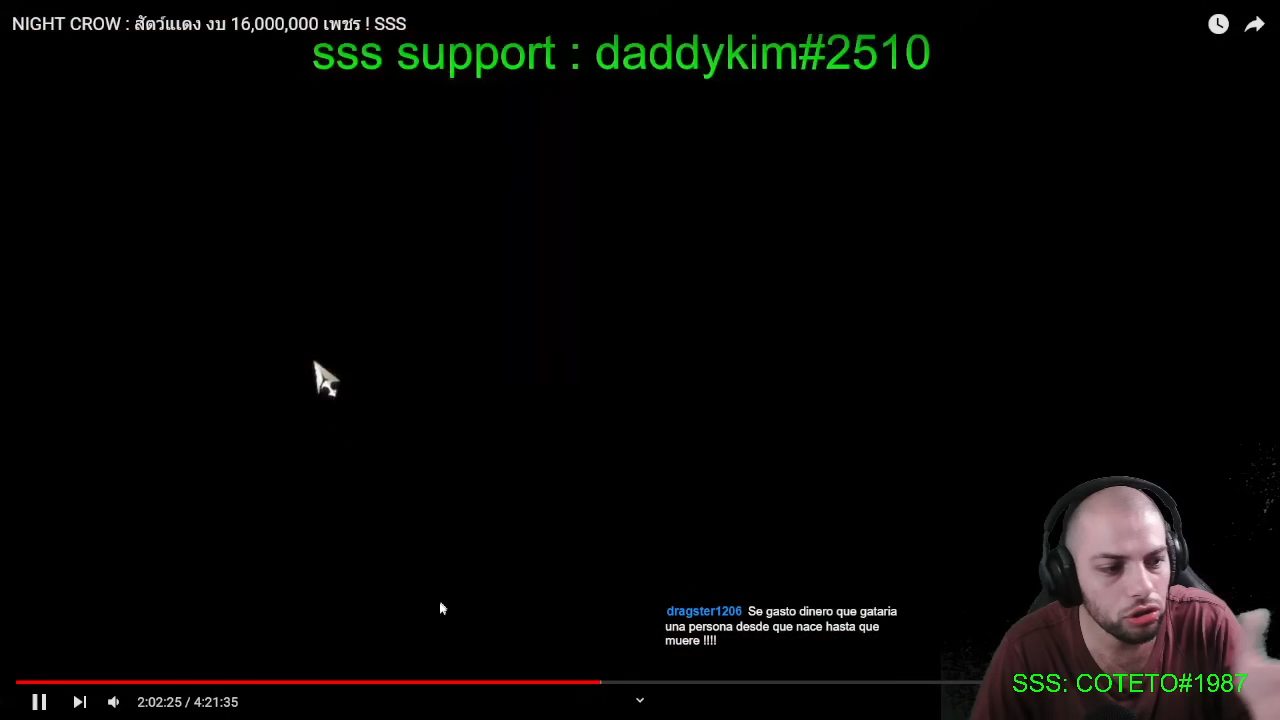 NIGHT CROW : สัตว์แดง งบ 16,000,000 เพชร ! SSS
sss support : daddykim#2510
dragster1206 Se gasto dinero que gataria
una persona desde que nace hasta que
muere !!!!
SSS: COTETO#1987
2:02:25 / 4:21:35